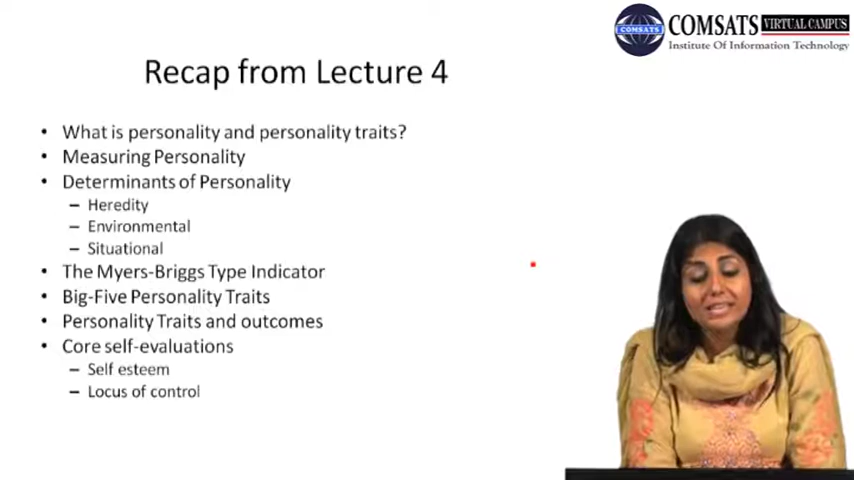 COMSATS VIRTUAL CAMPUS
Institute Of Information Technology
COMSATS
Recap from Lecture 4
• What is personality and personality traits?
• Measuring Personality
• Determinants of Personality
– Heredity
– Environmental
– Situational
• The Myers-Briggs Type Indicator
• Big-Five Personality Traits
• Personality Traits and outcomes
• Core self-evaluations
– Self esteem
– Locus of control